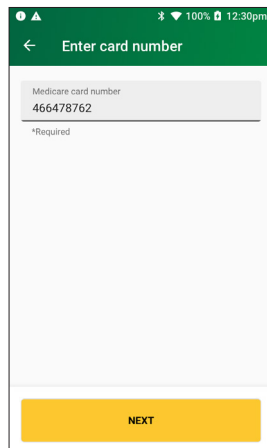 100% 12:30pm
Enter card number
Medicare card number
466478762
*Required
NEXT